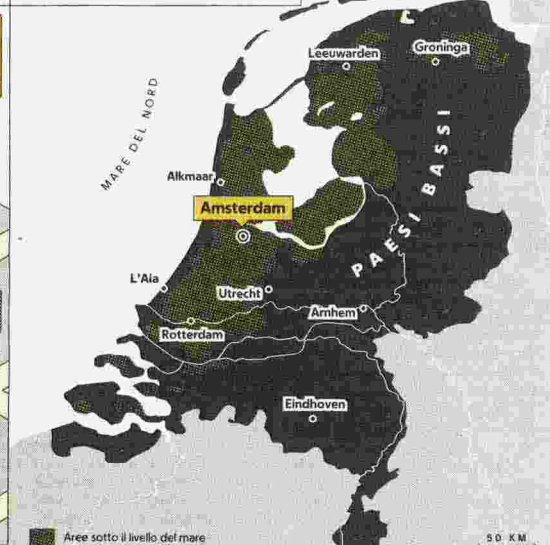 Leeuwarden
Groninga
MARE DEL NORD
PAESI BASSI
Alkmaar
Amsterdam
L'Aia
Utrecht
Arnhem
Rotterdam
Eindhoven
Aree sotto il livello del mare
50 KM